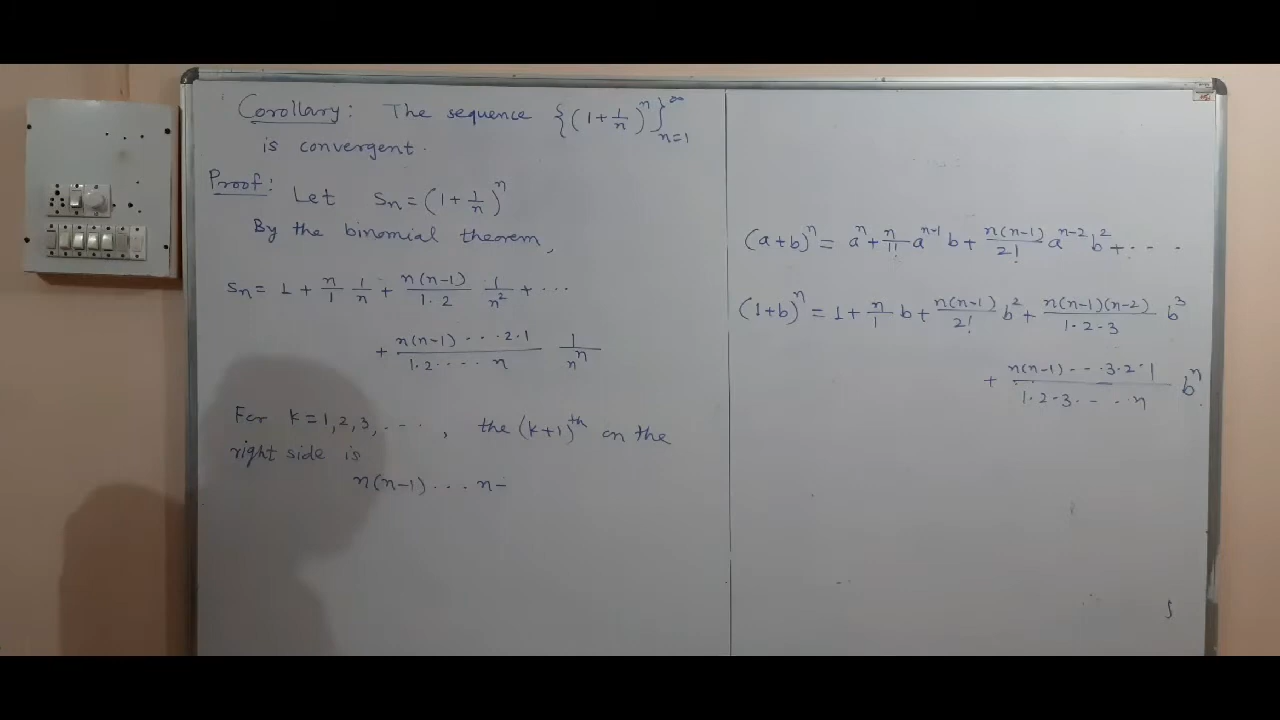 Corollary: The sequence {(1 + 1/n)^n}_{n=1}^∞
is convergent.
Proof: Let Sn = (1 + 1/n)^n
By the binomial theorem,
Sn = 1 + n/1 1/n + n(n-1)/1·2 1/n^2 + ···
+ n(n-1)···2·1/1·2···· n 1/n^n
For k=1,2,3,----, the (k+1)^th on the
right side is
n(n-1)···· n-
(a+b)^n = a^n + n/1! a^{n-1} b + n(n-1)/2! a^{n-2} b^2 + - - - -
(1+b)^n = 1 + n/1 b + n(n-1)/2! b^2 + n(n-1)(n-2)/1·2·3 b^3
+ n(n-1)---3·2·1/1·2·3·--·n b^n